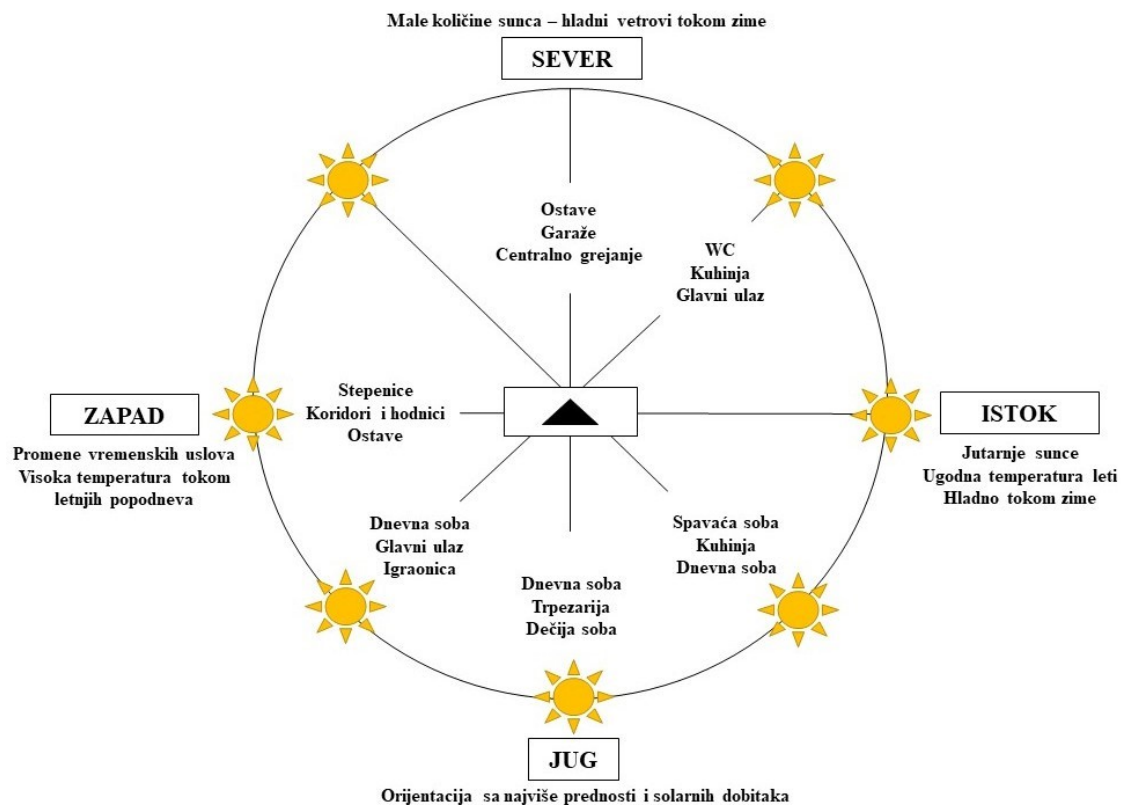 Male količine sunca – hladni vetrovi tokom zime
SEVER
Ostave
Garaže
Centralno grejanje
WC
Kuhinja
Glavni ulaz
Stepenice
Koridori i hodnici
Ostave
ZAPAD
Promene vremenskih uslova
Visoka temperatura tokom
letnjih popodneva
ISTOK
Jutarnje sunce
Ugodna temperatura leti
Hladno tokom zime
Dnevna soba
Glavni ulaz
Igraonica
Dnevna soba
Trpezarija
Dečija soba
Spavaća soba
Kuhinja
Dnevna soba
JUG
Orijentacija sa najviše prednosti i solarnih dobitaka